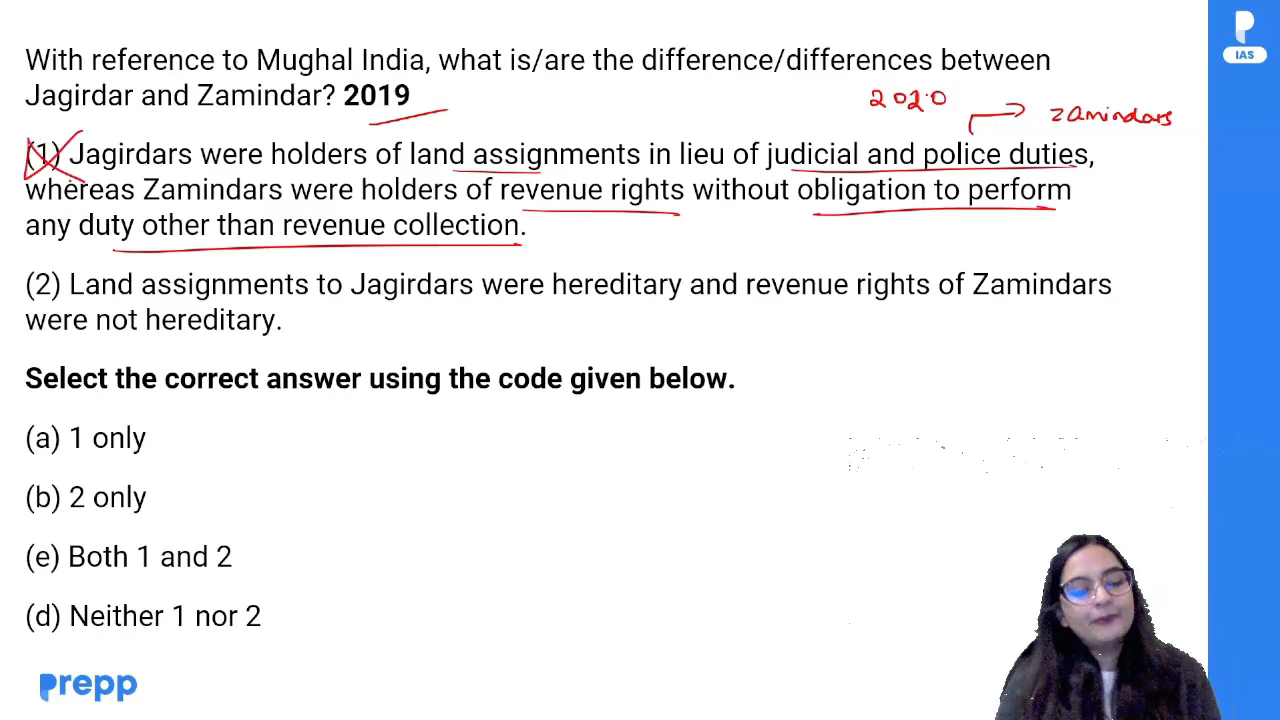 With reference to Mughal India, what is/are the difference/differences between
Jagirdar and Zamindar? 2019
2020
zamindars
(1) Jagirdars were holders of land assignments in lieu of judicial and police duties,
whereas Zamindars were holders of revenue rights without obligation to perform
any duty other than revenue collection.
(2) Land assignments to Jagirdars were hereditary and revenue rights of Zamindars
were not hereditary.
Select the correct answer using the code given below.
(a) 1 only
(b) 2 only
(e) Both 1 and 2
(d) Neither 1 nor 2
prepp
IAS